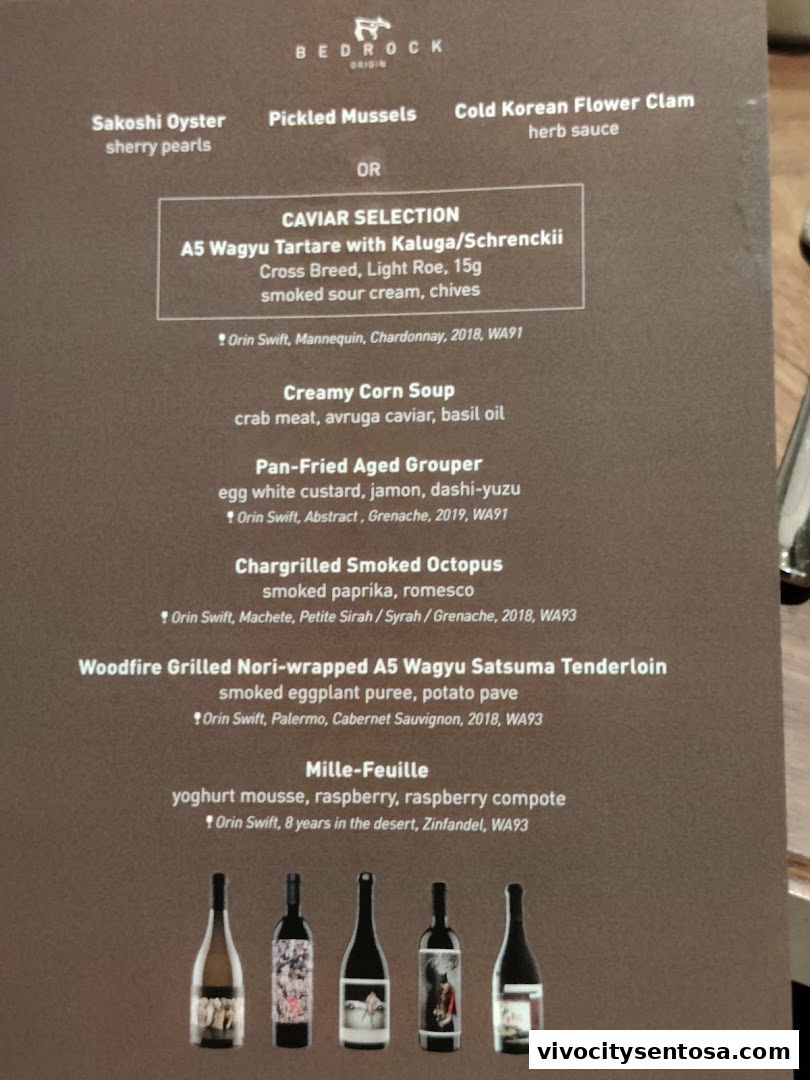 BEDROCK
ORIGIN
Sakoshi Oyster
sherry pearls
Pickled Mussels
Cold Korean Flower Clam
herb sauce
OR
CAVIAR SELECTION
A5 Wagyu Tartare with Kaluga/Schrenckii
Cross Breed, Light Roe, 15g
smoked sour cream, chives
Orin Swift, Mannequin, Chardonnay, 2018, WA91
Creamy Corn Soup
crab meat, avruga caviar, basil oil
Pan-Fried Aged Grouper
egg white custard, jamon, dashi-yuzu
Orin Swift, Abstract , Grenache, 2019, WA91
Chargrilled Smoked Octopus
smoked paprika, romesco
Orin Swift, Machete, Petite Sirah / Syrah / Grenache, 2018, WA93
Woodfire Grilled Nori-wrapped A5 Wagyu Satsuma Tenderloin
smoked eggplant puree, potato pave
Orin Swift, Palermo, Cabernet Sauvignon, 2018, WA93
Mille-Feuille
yoghurt mousse, raspberry, raspberry compote
Orin Swift, 8 years in the desert, Zinfandel, WA93
vivocitysentosa.com